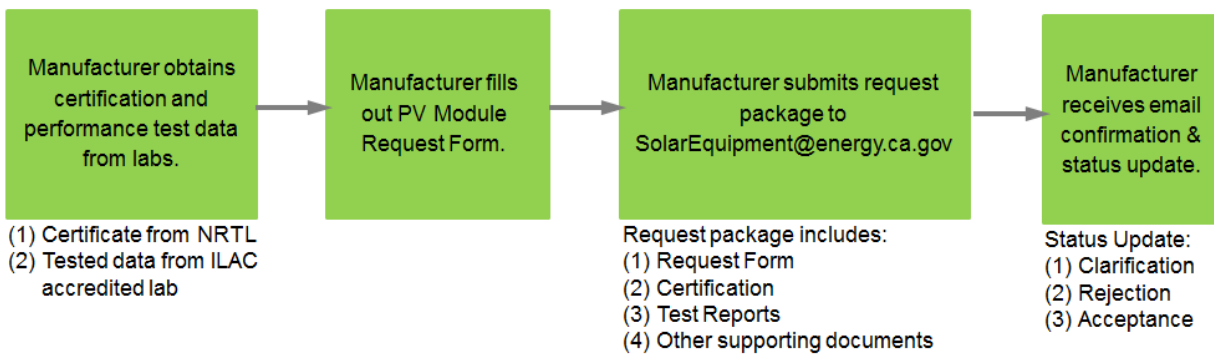 Manufacturer obtains
certification and
performance test data
from labs.
(1) Certificate from NRTL
(2) Tested data from ILAC
accredited lab
Manufacturer fills
out PV Module
Request Form.
Manufacturer submits request
package to
SolarEquipment@energy.ca.gov
Request package includes:
(1) Request Form
(2) Certification
(3) Test Reports
(4) Other supporting documents
Manufacturer
receives email
confirmation &
status update.
Status Update:
(1) Clarification
(2) Rejection
(3) Acceptance